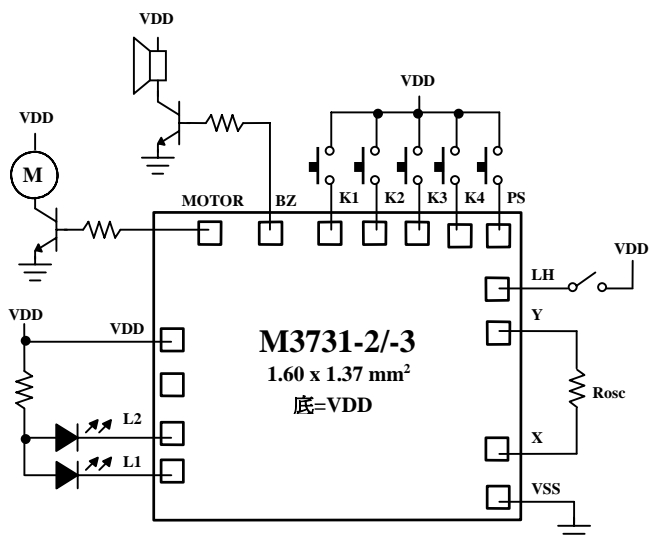 VDD
VDD
VDD
M
MOTOR
BZ
K1
K2
K3
K4
PS
LH
VDD
VDD
VDD
Y
M3731-2/-3
1.60 x 1.37 mm²
底=VDD
Rosc
L2
X
L1
VSS